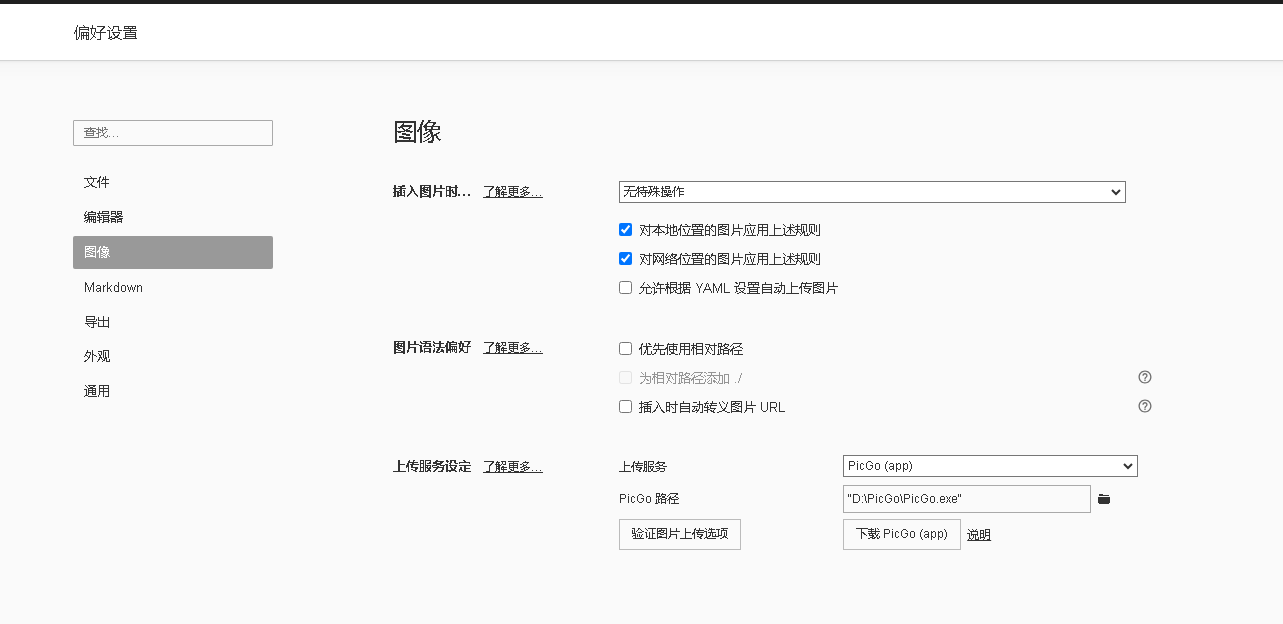 偏好设置
查找...
文件
编辑器
图像
Markdown
导出
外观
通用
图像
插入图片时... 了解更多... 无特殊操作
对本地位置的图片应用上述规则
对网络位置的图片应用上述规则
允许根据 YAML 设置自动上传图片
图片语法偏好 了解更多... 优先使用相对路径
为相对路径添加 ./
插入时自动转义图片 URL
上传服务设定 了解更多... 上传服务 PicGo (app)
PicGo 路径 "D:\PicGo\PicGo.exe"
验证图片上传选项 下载 PicGo (app) 说明